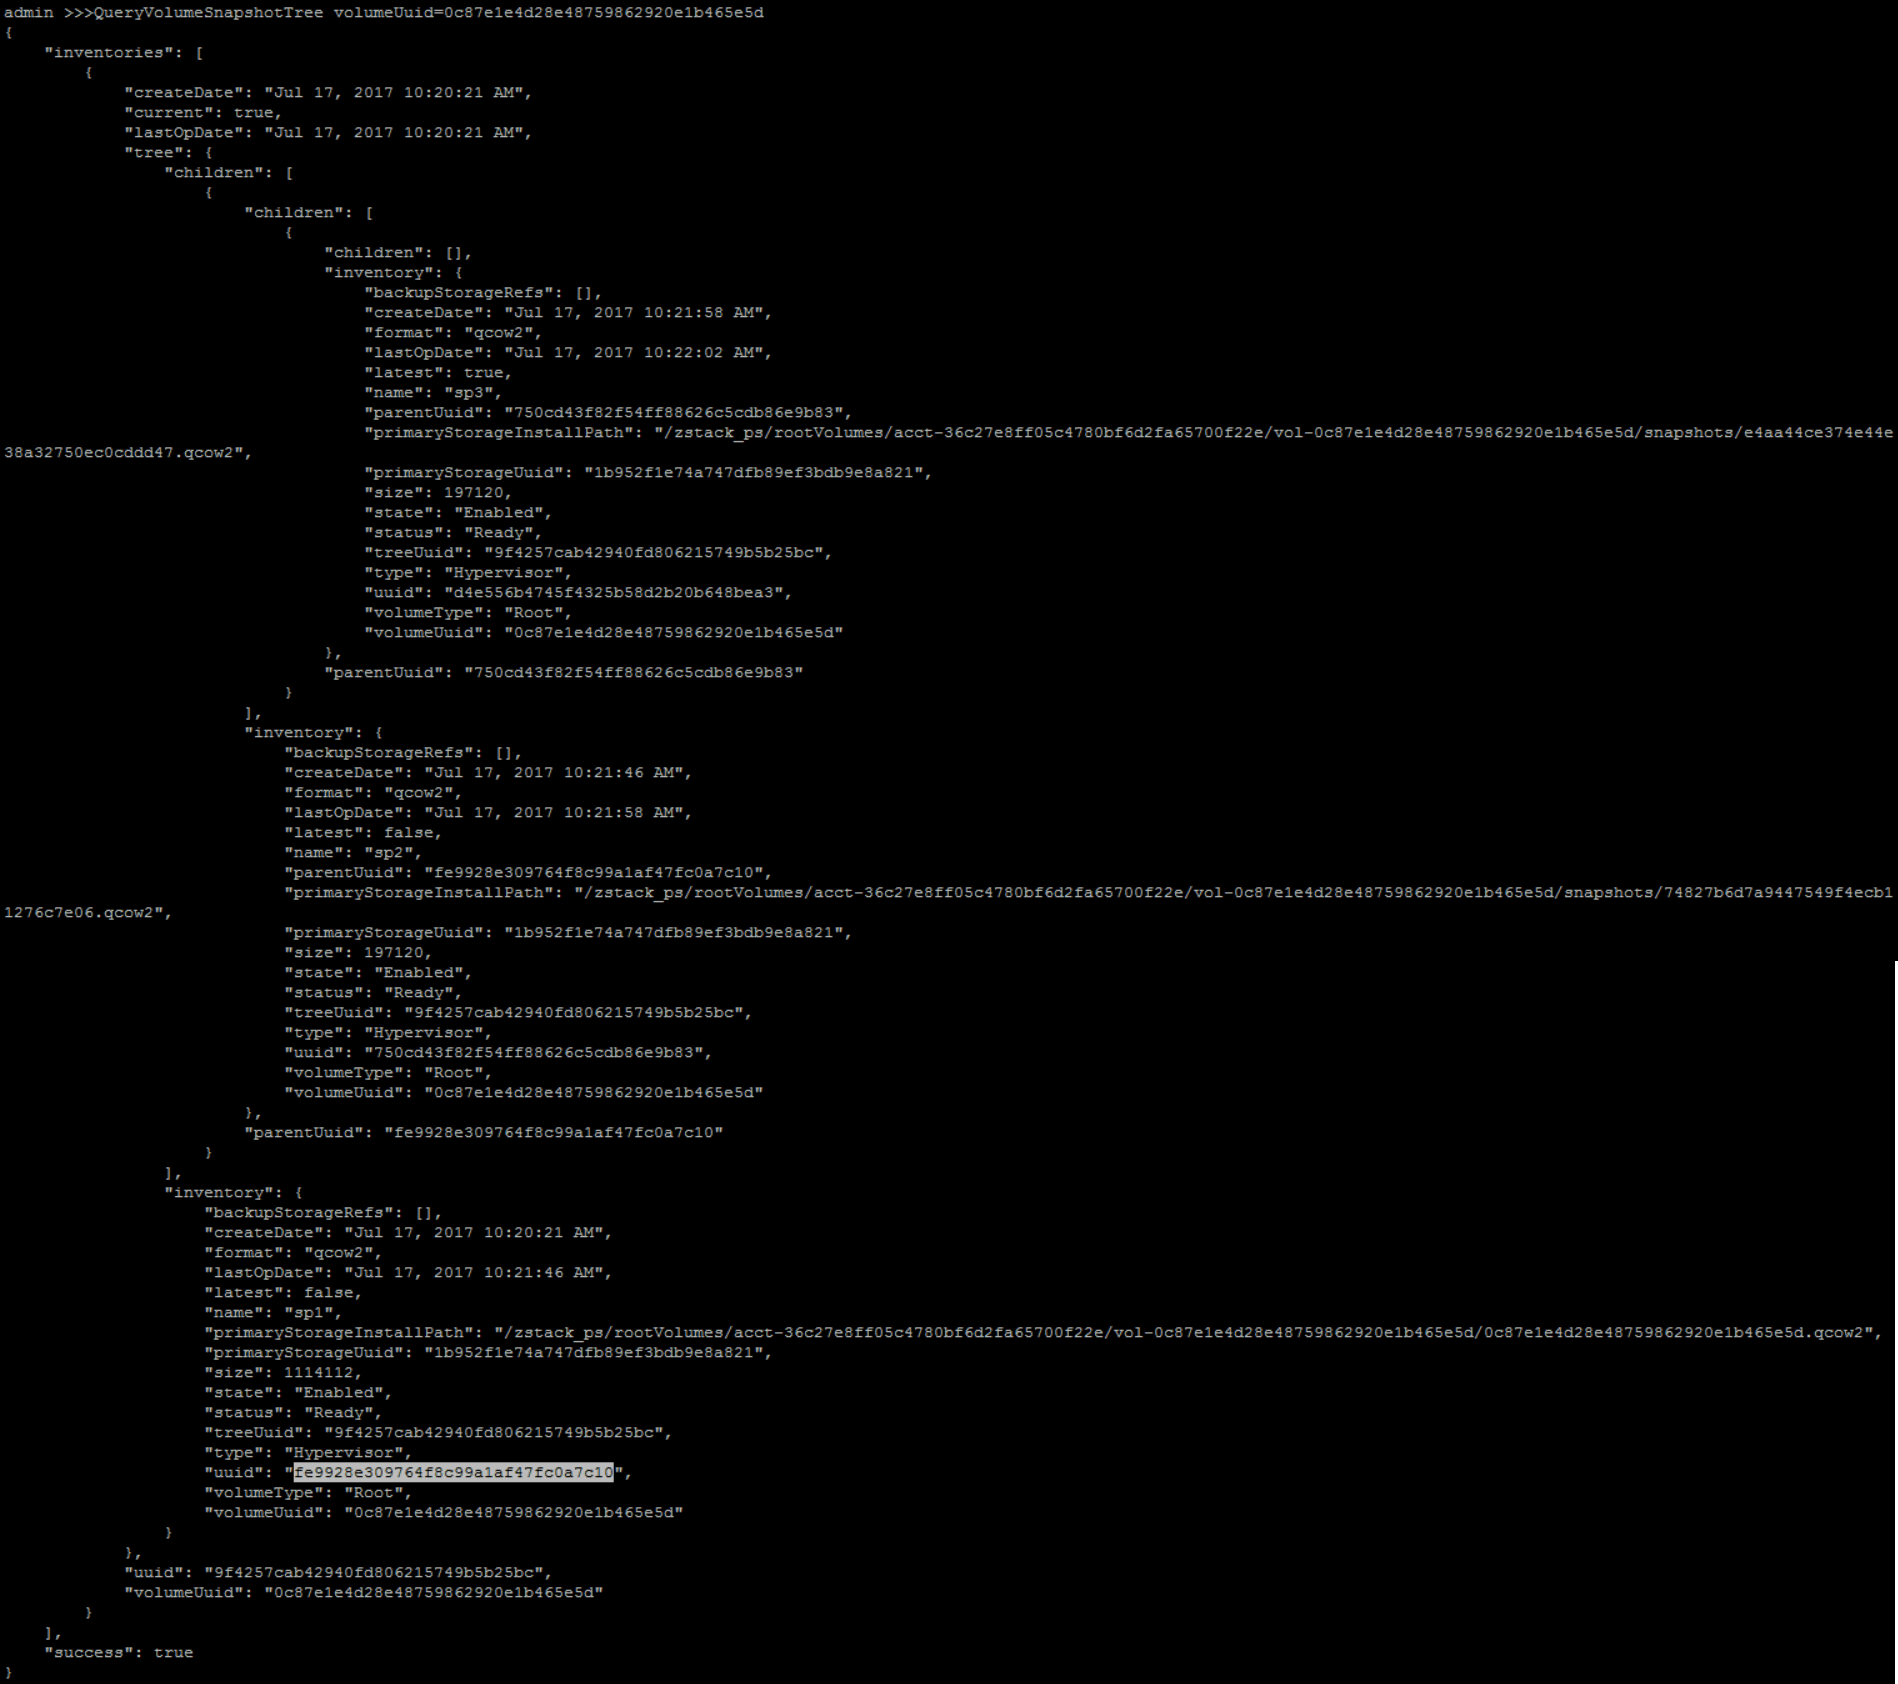 admin >>>QueryVolumeSnapshotTree volumeUuid=0c87e1e4d28e48759862920e1b465e5d
{
    "inventories": [
        {
            "createDate": "Jul 17, 2017 10:20:21 AM",
            "current": true,
            "lastOpDate": "Jul 17, 2017 10:20:21 AM",
            "tree": {
                "children": [
                    {
                        "children": [
                            {
                                "children": [],
                                "inventory": {
                                    "backupStorageRefs": [],
                                    "createDate": "Jul 17, 2017 10:21:58 AM",
                                    "format": "qcow2",
                                    "lastOpDate": "Jul 17, 2017 10:22:02 AM",
                                    "latest": true,
                                    "name": "sp3",
                                    "parentUuid": "750cd43f82f54ff88626c5cdb86e9b83",
                                    "primaryStorageInstallPath": "/zstack_ps/rootVolumes/acct-36c27e8ff05c4780bf6d2fa65700f22e/vol-0c87e1e4d28e48759862920e1b465e5d/snapshots/e4aa44ce374e44e
38a32750ec0cddd47.qcow2",
                                    "primaryStorageUuid": "1b952f1e74a747dfb89ef3bdb9e8a821",
                                    "size": 197120,
                                    "state": "Enabled",
                                    "status": "Ready",
                                    "treeUuid": "9f4257cab42940fd806215749b5b25bc",
                                    "type": "Hypervisor",
                                    "uuid": "d4e556b4745f4325b58d2b20b648bea3",
                                    "volumeType": "Root",
                                    "volumeUuid": "0c87e1e4d28e48759862920e1b465e5d"
                                },
                                "parentUuid": "750cd43f82f54ff88626c5cdb86e9b83"
                            }
                        ],
                        "inventory": {
                            "backupStorageRefs": [],
                            "createDate": "Jul 17, 2017 10:21:46 AM",
                            "format": "qcow2",
                            "lastOpDate": "Jul 17, 2017 10:21:58 AM",
                            "latest": false,
                            "name": "sp2",
                            "parentUuid": "fe9928e309764f8c99a1af47fc0a7c10",
                            "primaryStorageInstallPath": "/zstack_ps/rootVolumes/acct-36c27e8ff05c4780bf6d2fa65700f22e/vol-0c87e1e4d28e48759862920e1b465e5d/snapshots/74827b6d7a9447549f4ecb1
1276c7e06.qcow2",
                            "primaryStorageUuid": "1b952f1e74a747dfb89ef3bdb9e8a821",
                            "size": 197120,
                            "state": "Enabled",
                            "status": "Ready",
                            "treeUuid": "9f4257cab42940fd806215749b5b25bc",
                            "type": "Hypervisor",
                            "uuid": "750cd43f82f54ff88626c5cdb86e9b83",
                            "volumeType": "Root",
                            "volumeUuid": "0c87e1e4d28e48759862920e1b465e5d"
                        },
                        "parentUuid": "fe9928e309764f8c99a1af47fc0a7c10"
                    }
                ],
                "inventory": {
                    "backupStorageRefs": [],
                    "createDate": "Jul 17, 2017 10:20:21 AM",
                    "format": "qcow2",
                    "lastOpDate": "Jul 17, 2017 10:21:46 AM",
                    "latest": false,
                    "name": "sp1",
                    "primaryStorageInstallPath": "/zstack_ps/rootVolumes/acct-36c27e8ff05c4780bf6d2fa65700f22e/vol-0c87e1e4d28e48759862920e1b465e5d/0c87e1e4d28e48759862920e1b465e5d.qcow2",
                    "primaryStorageUuid": "1b952f1e74a747dfb89ef3bdb9e8a821",
                    "size": 1114112,
                    "state": "Enabled",
                    "status": "Ready",
                    "treeUuid": "9f4257cab42940fd806215749b5b25bc",
                    "type": "Hypervisor",
                    "uuid": "fe9928e309764f8c99a1af47fc0a7c10",
                    "volumeType": "Root",
                    "volumeUuid": "0c87e1e4d28e48759862920e1b465e5d"
                }
            },
            "uuid": "9f4257cab42940fd806215749b5b25bc",
            "volumeUuid": "0c87e1e4d28e48759862920e1b465e5d"
        }
    ],
    "success": true
}